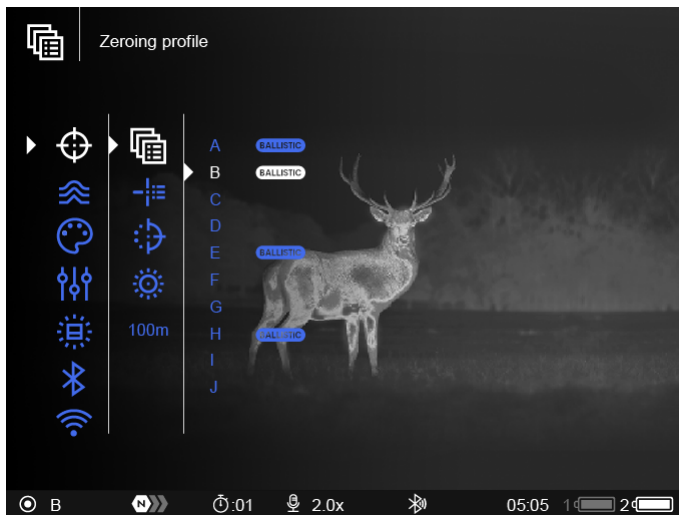 Zeroing profile
A BALLISTIC
B BALLISTIC
C
D
E BALLISTIC
F
100m
G
H BALLISTIC
I
J
B N :01 2.0x 05:05 1 2